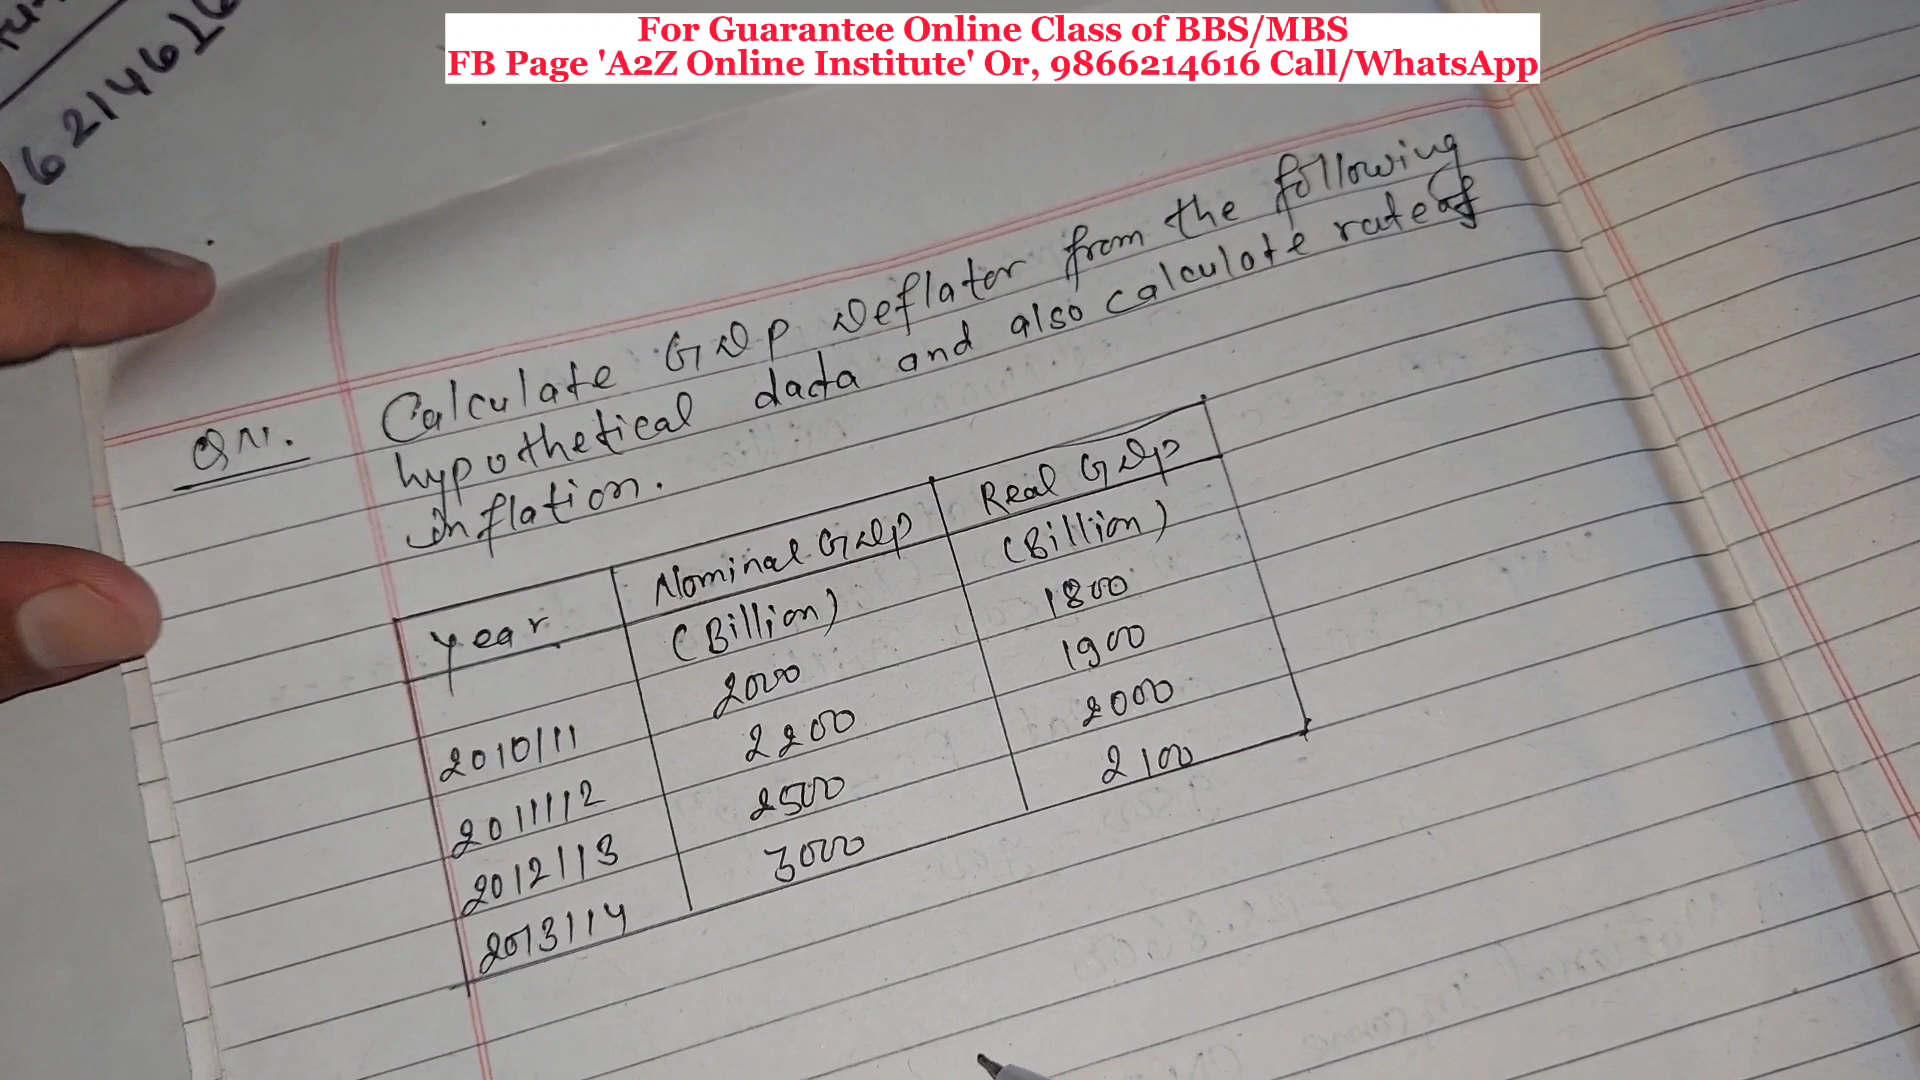 For Guarantee Online Class of BBS/MBS
FB Page 'A2Z Online Institute' Or, 9866214616 Call/WhatsApp
621462
QN. Calculate GDP Deflator from the following
hypothetical dacta and also calculate rate of
inflation.
Year Nominal GDP (Billion) Real GDP (Billion)
2010/11 2000 1800
2011/12 2200 1900
2012/13 2500 2000
2013/14 3000 2100